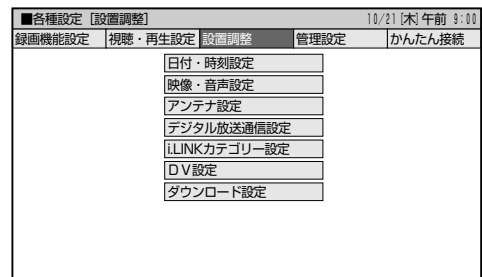 ■各種設定［設置調整］ 10/21［木］午前 9:00
録画機能設定 視聴・再生設定 設置調整 管理設定 かんたん接続
日付・時刻設定
映像・音声設定
アンテナ設定
デジタル放送通信設定
i.LINKカテゴリー設定
ＤＶ設定
ダウンロード設定